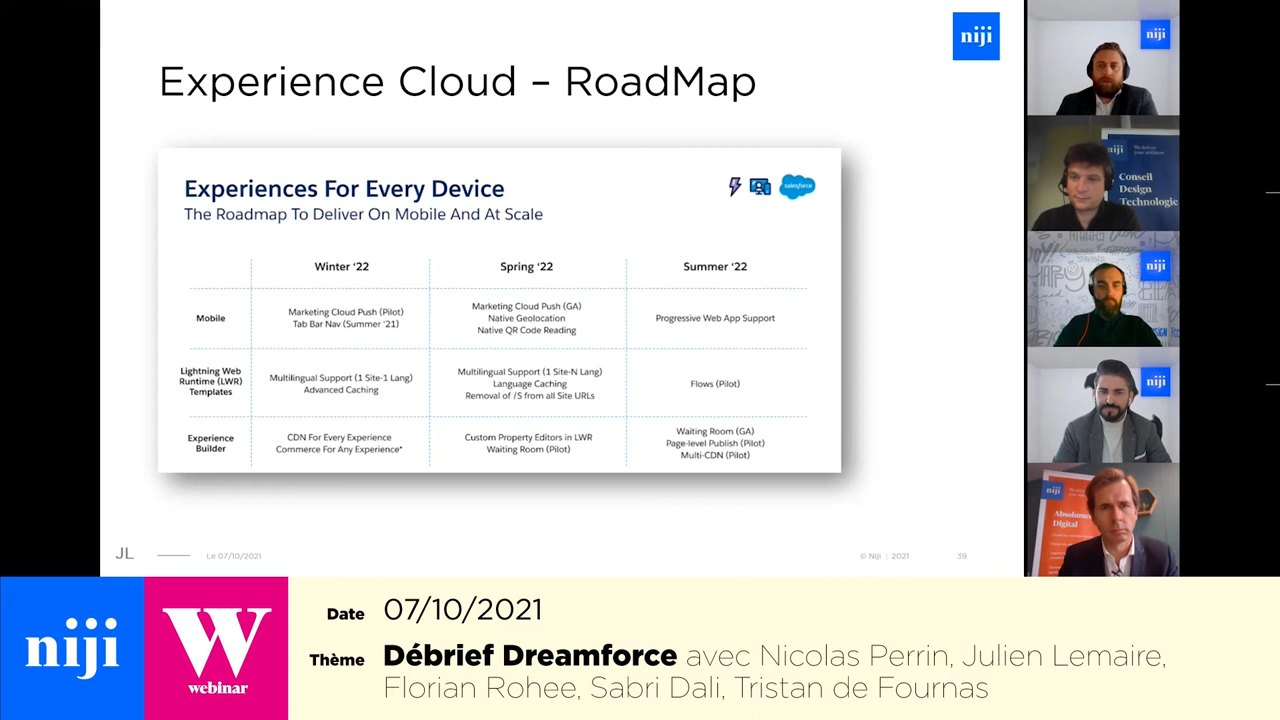 niji
Experience Cloud – RoadMap
Experiences For Every Device
The Roadmap To Deliver On Mobile And At Scale
salesforce
Winter ‘22
Spring ‘22
Summer ‘22
Mobile
Marketing Cloud Push (Pilot)
Tab Bar Nav (Summer ‘21)
Marketing Cloud Push (GA)
Native Geolocation
Native QR Code Reading
Progressive Web App Support
Lightning Web
Runtime (LWR)
Templates
Multilingual Support (1 Site-1 Lang)
Advanced Caching
Multilingual Support (1 Site-N Lang)
Language Caching
Removal of /S from all Site URLs
Flows (Pilot)
Experience
Builder
CDN For Every Experience
Commerce For Any Experience*
Custom Property Editors in LWR
Waiting Room (Pilot)
Waiting Room (GA)
Page-level Publish (Pilot)
Multi-CDN (Pilot)
JL
Le 07/10/2021
© Niji | 2021
39
niji
niji
Conseil
Design
Technologie
niji
niji
niji
Digital
niji
W
webinar
Date 07/10/2021
Thème Débrief Dreamforce avec Nicolas Perrin, Julien Lemaire,
Florian Rohee, Sabri Dali, Tristan de Fournas